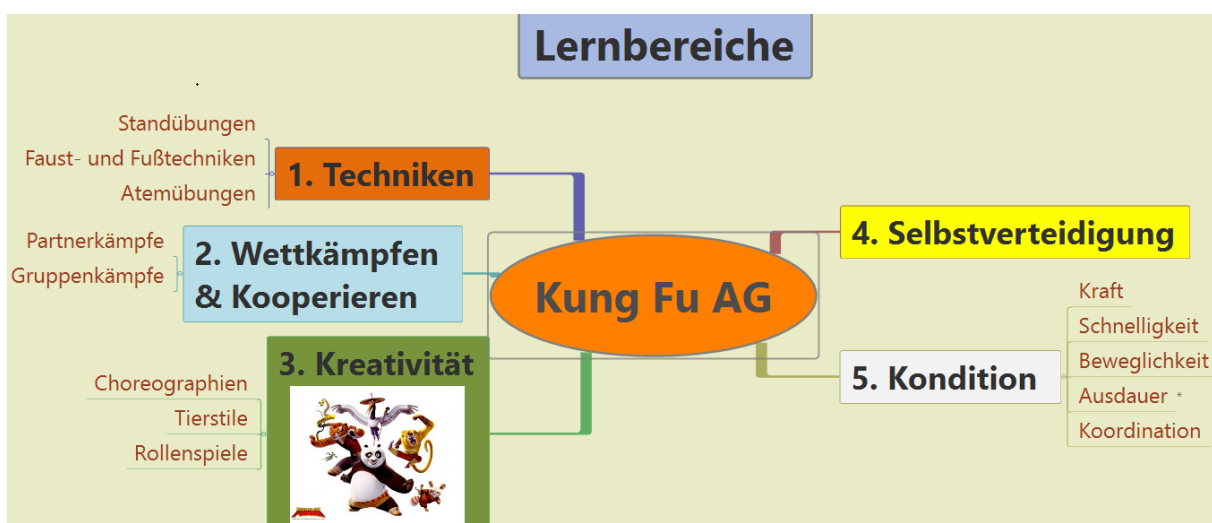 Lernbereiche
Standübungen
Faust- und Fußtechniken
Atemübungen
1. Techniken
Partnerkämpfe
Gruppenkämpfe
2. Wettkämpfen
& Kooperieren
3. Kreativität
Choreographien
Tierstile
Rollenspiele
Kung Fu AG
4. Selbstverteidigung
5. Kondition
Kraft
Schnelligkeit
Beweglichkeit
Ausdauer *
Koordination